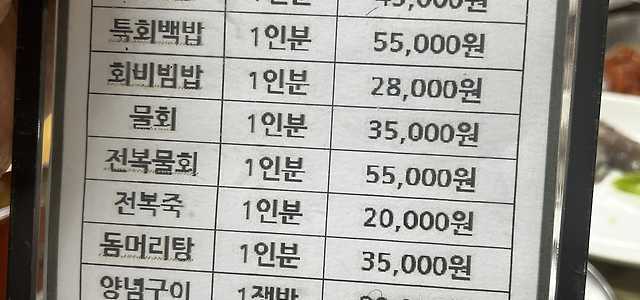 1인분 45,000원
특회백밥 1인분 55,000원
회비빔밥 1인분 28,000원
물회 1인분 35,000원
전복물회 1인분 55,000원
전복죽 1인분 20,000원
돔머리탕 1인분 35,000원
양념구이 1쟁반